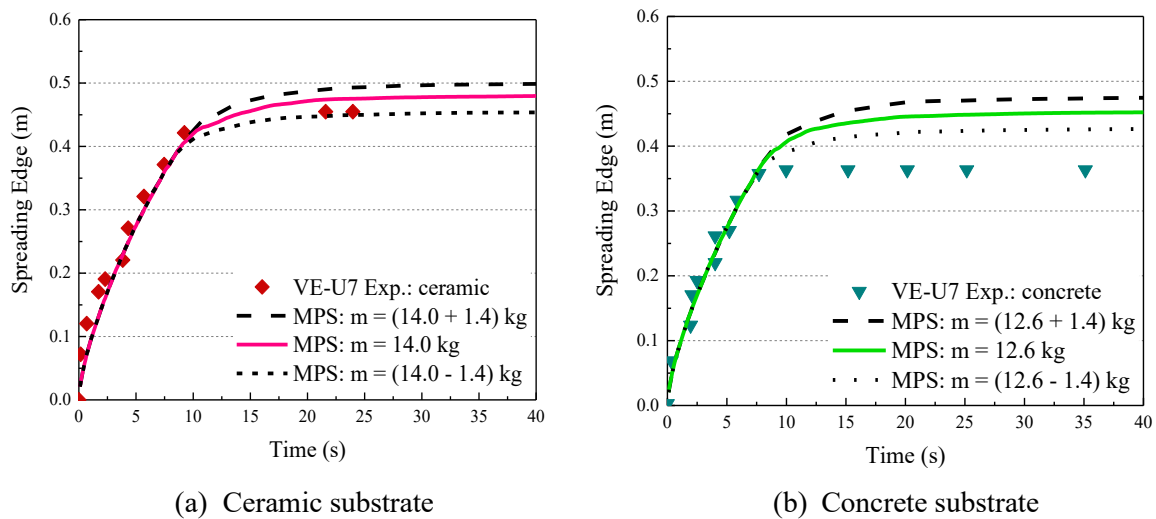 0.6
0.5
0.4
0.3
0.2
0.1
0.0
Spreading Edge (m)
VE-U7 Exp.: ceramic
MPS: m = (14.0 + 1.4) kg
MPS: m = 14.0 kg
MPS: m = (14.0 - 1.4) kg
0 5 10 15 20 25 30 35 40
Time (s)
(a) Ceramic substrate
0.6
0.5
0.4
0.3
0.2
0.1
0.0
Spreading Edge (m)
VE-U7 Exp.: concrete
MPS: m = (12.6 + 1.4) kg
MPS: m = 12.6 kg
MPS: m = (12.6 - 1.4) kg
0 5 10 15 20 25 30 35 40
Time (s)
(b) Concrete substrate